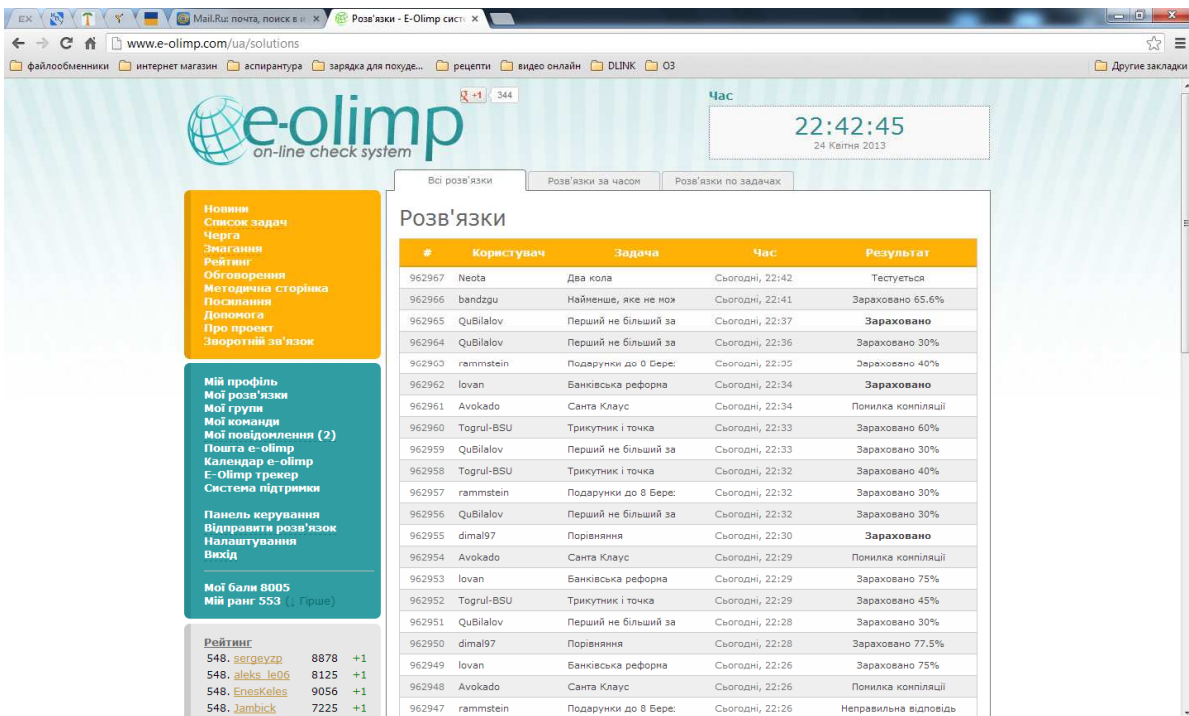 EX
Mail.Ru: почта, поиск в и
Розв'язки - E-Olimp сист
www.e-olimp.com/ua/solutions
файлообменники интернет магазин аспирантура зарядка для похуде... рецепти видео онлайн DLINK ОЗ Другие закладки
e-olimp
on-line check system
+1 344
Час
22:42:45
24 Квітня 2013
Всі розв'язки Розв'язки за часом Розв'язки по задачах
Новини
Список задач
Черга
Змагання
Рейтинг
Обговорення
Методична сторінка
Посилання
Допомога
Про проект
Зворотній зв'язок
Мій профіль
Мої розв'язки
Мої групи
Мої команди
Мої повідомлення (2)
Пошта e-olimp
Календар e-olimp
E-Olimp трекер
Система підтримки
Панель керування
Відправити розв'язок
Налаштування
Вихід
Мої бали 8005
Мій ранг 553 (↓ Гірше)
Рейтинг
548. sergeyzp 8878 +1
548. aleks_le06 8125 +1
548. EnesKeles 9056 +1
548. Jambick 7225 +1
Розв'язки
# Користувач Задача Час Результат
962967 Neota Два кола Сьогодні, 22:42 Тестується
962966 bandzgu Найменше, яке не мож Сьогодні, 22:41 Зараховано 65.6%
962965 QuBilalov Перший не більший за Сьогодні, 22:37 Зараховано
962964 QuBilalov Перший не більший за Сьогодні, 22:36 Зараховано 30%
962963 rammstein Подарунки до 8 Бере: Сьогодні, 22:35 Зараховано 40%
962962 lovan Банківська реформа Сьогодні, 22:34 Зараховано
962961 Avokado Санта Клаус Сьогодні, 22:34 Помилка компіляції
962960 Togrul-BSU Трикутник і точка Сьогодні, 22:33 Зараховано 60%
962959 QuBilalov Перший не більший за Сьогодні, 22:33 Зараховано 30%
962958 Togrul-BSU Трикутник і точка Сьогодні, 22:32 Зараховано 40%
962957 rammstein Подарунки до 8 Бере: Сьогодні, 22:32 Зараховано 30%
962956 QuBilalov Перший не більший за Сьогодні, 22:32 Зараховано 30%
962955 dimal97 Порівняння Сьогодні, 22:30 Зараховано
962954 Avokado Санта Клаус Сьогодні, 22:29 Помилка компіляції
962953 lovan Банківська реформа Сьогодні, 22:29 Зараховано 75%
962952 Togrul-BSU Трикутник і точка Сьогодні, 22:29 Зараховано 45%
962951 QuBilalov Перший не більший за Сьогодні, 22:28 Зараховано 30%
962950 dimal97 Порівняння Сьогодні, 22:28 Зараховано 77.5%
962949 lovan Банківська реформа Сьогодні, 22:26 Зараховано 75%
962948 Avokado Санта Клаус Сьогодні, 22:26 Помилка компіляції
962947 rammstein Подарунки до 8 Бере: Сьогодні, 22:26 Неправильна відповідь